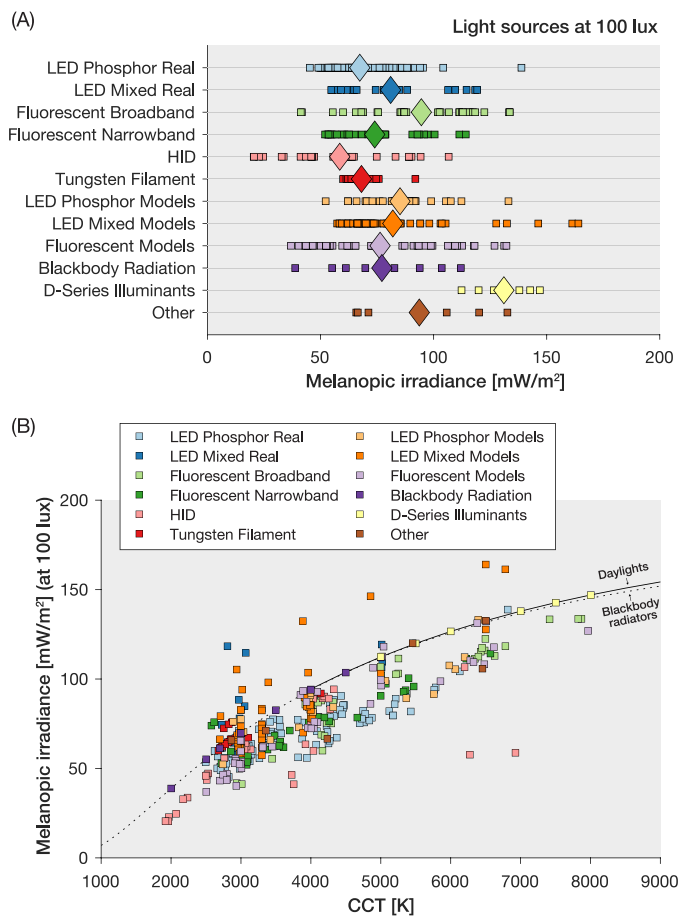 (A)
Light sources at 100 lux
LED Phosphor Real
LED Mixed Real
Fluorescent Broadband
Fluorescent Narrowband
HID
Tungsten Filament
LED Phosphor Models
LED Mixed Models
Fluorescent Models
Blackbody Radiation
D-Series Illuminants
Other
0 50 100 150 200
Melanopic irradiance [mW/m²]
(B)
LED Phosphor Real LED Phosphor Models
LED Mixed Real LED Mixed Models
Fluorescent Broadband Fluorescent Models
Fluorescent Narrowband Blackbody Radiation
HID D-Series Illuminants
Tungsten Filament Other
Melanopic irradiance [mW/m²] (at 100 lux)
200
150
100
50
0
Daylights
Blackbody
radiators
1000 2000 3000 4000 5000 6000 7000 8000 9000
CCT [K]